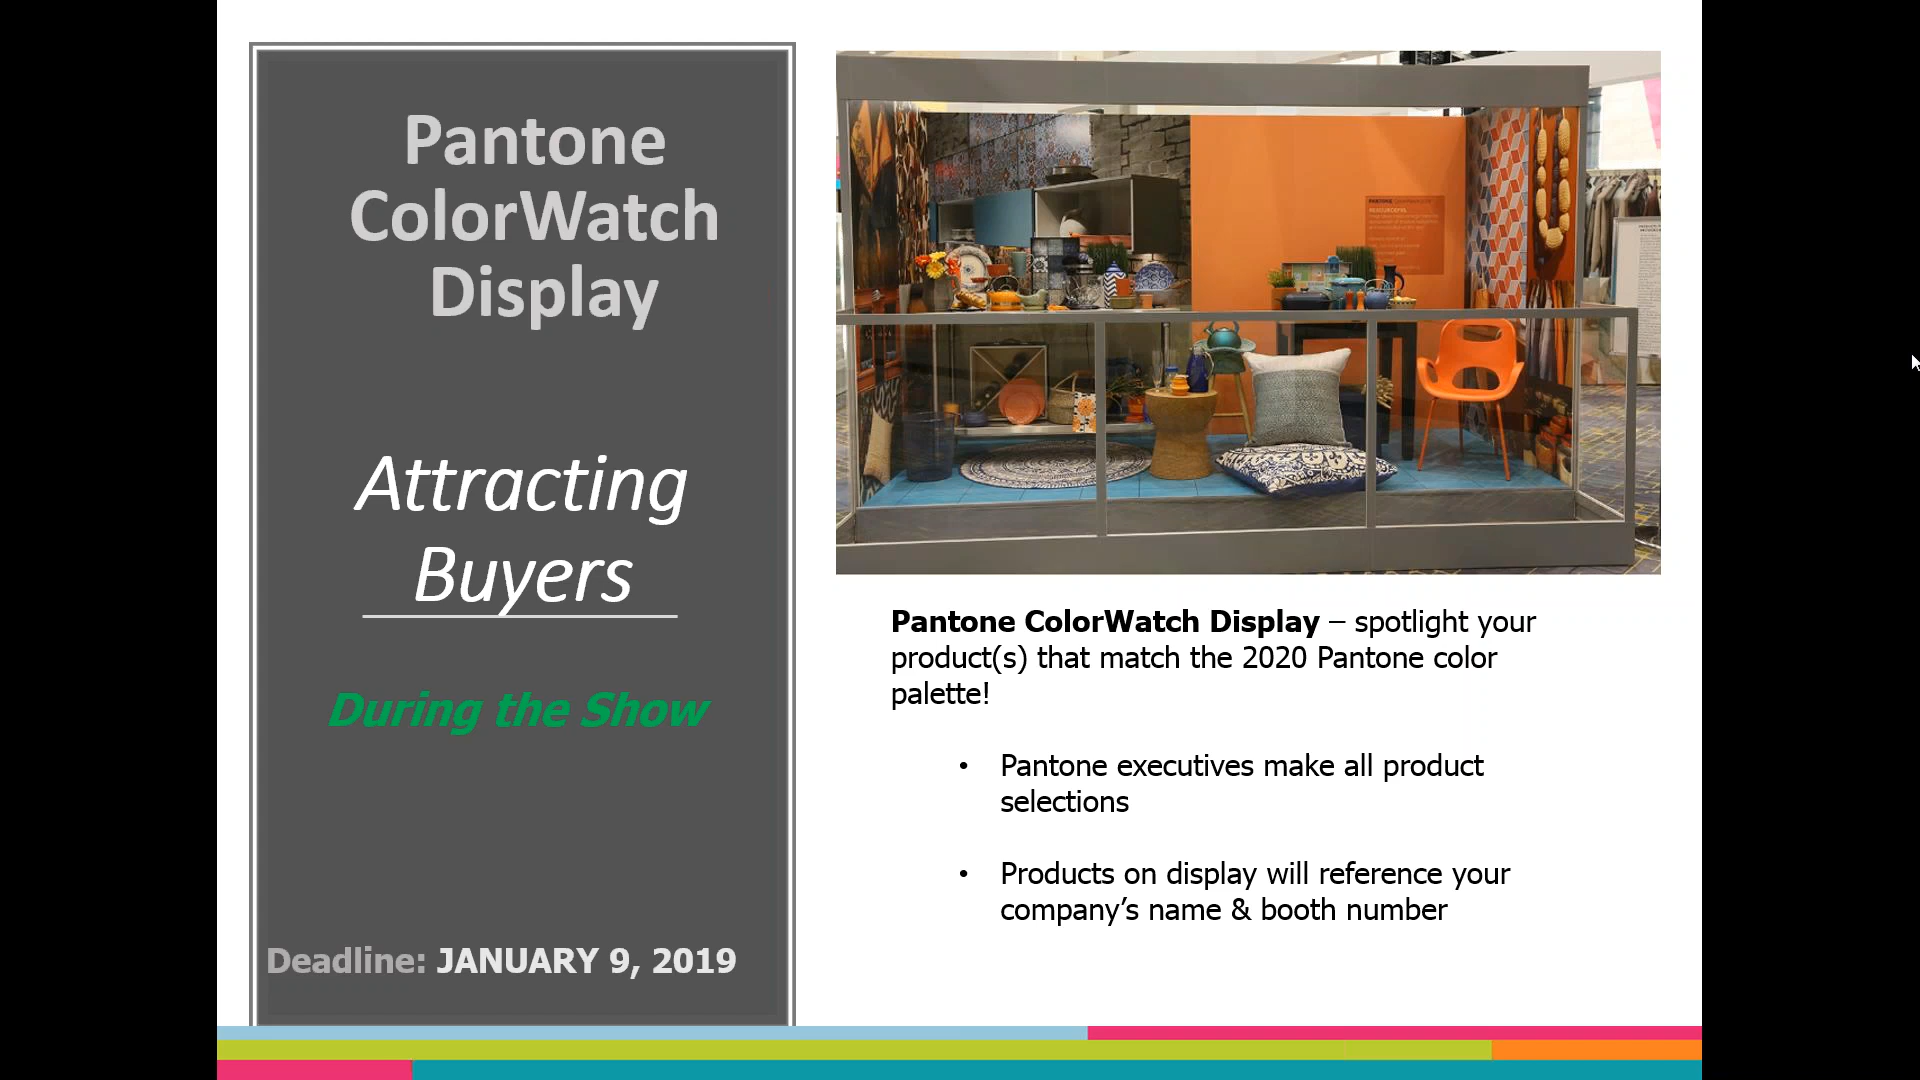 Pantone
ColorWatch
Display
Attracting
Buyers
During the Show
Deadline: JANUARY 9, 2019
Pantone ColorWatch Display – spotlight your
product(s) that match the 2020 Pantone color
palette!
• Pantone executives make all product
selections
• Products on display will reference your
company’s name & booth number